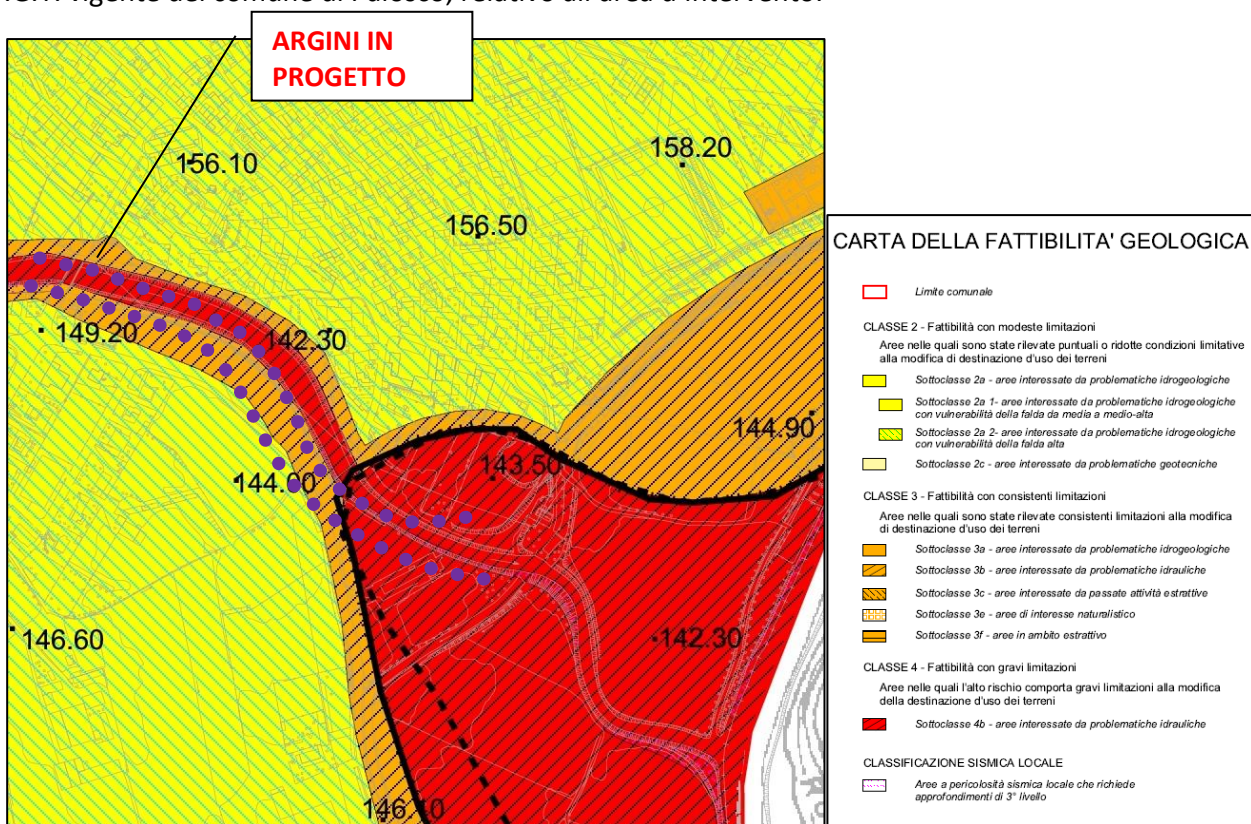 ARGINI IN
PROGETTO
156.10
158.20
156.50
149.20
142.30
144.90
143.50
144.00
146.60
142.30
CARTA DELLA FATTIBILITA' GEOLOGICA
Limite comunale
CLASSE 2 - Fattibilità con modeste limitazioni
Aree nelle quali sono state rilevate puntuali o ridotte condizioni limitative
alla modifica di destinazione d'uso dei terreni
Sottoclasse 2a - aree interessate da problematiche idrogeologiche
Sottoclasse 2a 1- aree interessate da problematiche idrogeologiche
con vulnerabilità della falda da media a medio-alta
Sottoclasse 2a 2- aree interessate da problematiche idrogeologiche
con vulnerabilità della falda alta
Sottoclasse 2c - aree interessate da problematiche geotecniche
CLASSE 3 - Fattibilità con consistenti limitazioni
Aree nelle quali sono state rilevate consistenti limitazioni alla modifica
di destinazione d'uso dei terreni
Sottoclasse 3a - aree interessate da problematiche idrogeologiche
Sottoclasse 3b - aree interessate da problematiche idrauliche
Sottoclasse 3c - aree interessate da passate attività estrattive
Sottoclasse 3e - aree di interesse naturalistico
Sottoclasse 3f - aree in ambito estrattivo
CLASSE 4 - Fattibilità con gravi limitazioni
Aree nelle quali l'alto rischio comporta gravi limitazioni alla modifica
della destinazione d'uso dei terreni
Sottoclasse 4b - aree interessate da problematiche idrauliche
CLASSIFICAZIONE SISMICA LOCALE
Aree a pericolosità sismica locale che richiede
approfondimenti di 3° livello